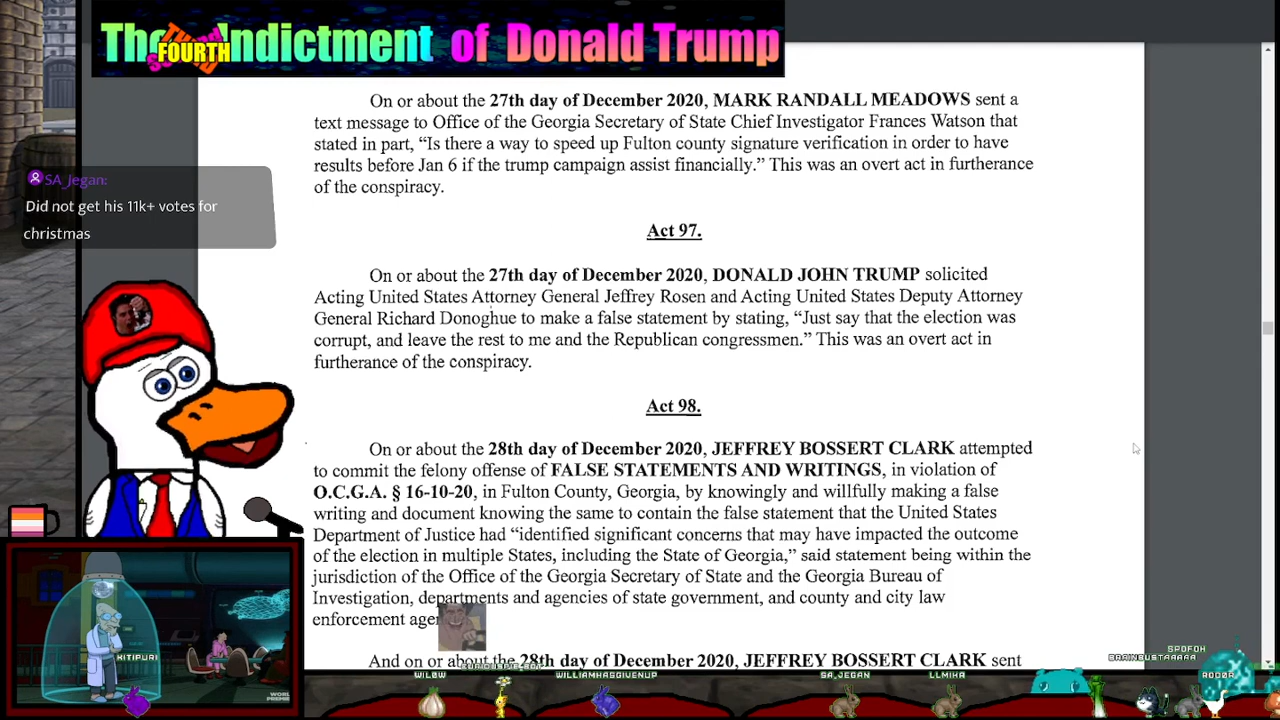 The FOURTH Indictment of Donald Trump
On or about the 27th day of December 2020, MARK RANDALL MEADOWS sent a
text message to Office of the Georgia Secretary of State Chief Investigator Frances Watson that
stated in part, “Is there a way to speed up Fulton county signature verification in order to have
results before Jan 6 if the trump campaign assist financially.” This was an overt act in furtherance
of the conspiracy.
SA_Jegan:
Did not get his 11k+ votes for
christmas
Act 97.
On or about the 27th day of December 2020, DONALD JOHN TRUMP solicited
Acting United States Attorney General Jeffrey Rosen and Acting United States Deputy Attorney
General Richard Donoghue to make a false statement by stating, “Just say that the election was
corrupt, and leave the rest to me and the Republican congressmen.” This was an overt act in
furtherance of the conspiracy.
Act 98.
On or about the 28th day of December 2020, JEFFREY BOSSERT CLARK attempted
to commit the felony offense of FALSE STATEMENTS AND WRITINGS, in violation of
O.C.G.A. § 16-10-20, in Fulton County, Georgia, by knowingly and willfully making a false
writing and document knowing the same to contain the false statement that the United States
Department of Justice had “identified significant concerns that may have impacted the outcome
of the election in multiple States, including the State of Georgia,” said statement being within the
jurisdiction of the Office of the Georgia Secretary of State and the Georgia Bureau of
Investigation, departments and agencies of state government, and county and city law
enforcement agen
And on or about the 28th day of December 2020, JEFFREY BOSSERT CLARK sent
KITIPURI
WORL
PREMIE
WILOW
WILLIAMHASGIVENUP
SA_JEGAN
LLMIKA
BRAINBUSTAAAAA
SPOFOH
RODOR